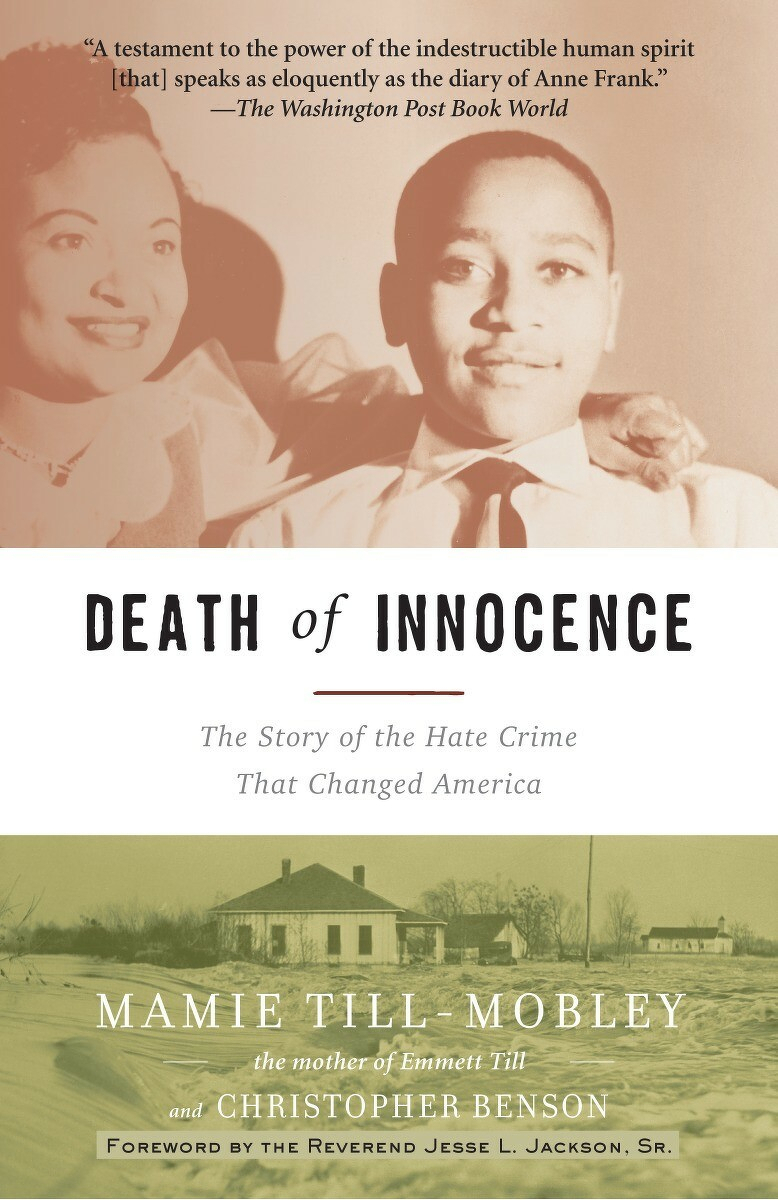 “A testament to the power of the indestructible human spirit
[that] speaks as eloquently as the diary of Anne Frank.”
—The Washington Post Book World
DEATH of INNOCENCE
The Story of the Hate Crime
That Changed America
MAMIE TILL-MOBLEY
the mother of Emmett Till
and CHRISTOPHER BENSON
FOREWORD BY THE REVEREND JESSE L. JACKSON, SR.